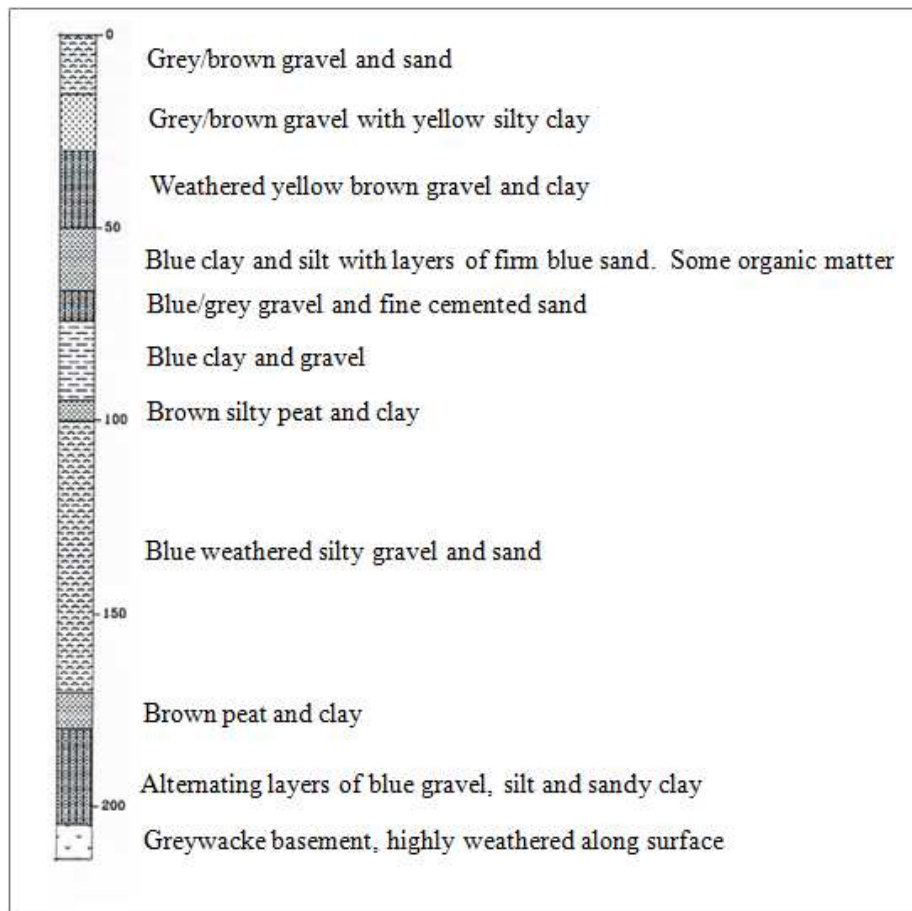 0
Grey/brown gravel and sand
Grey/brown gravel with yellow silty clay
Weathered yellow brown gravel and clay
50
Blue clay and silt with layers of firm blue sand. Some organic matter
Blue/grey gravel and fine cemented sand
Blue clay and gravel
Brown silty peat and clay
100
Blue weathered silty gravel and sand
150
Brown peat and clay
Alternating layers of blue gravel, silt and sandy clay
200
Greywacke basement, highly weathered along surface